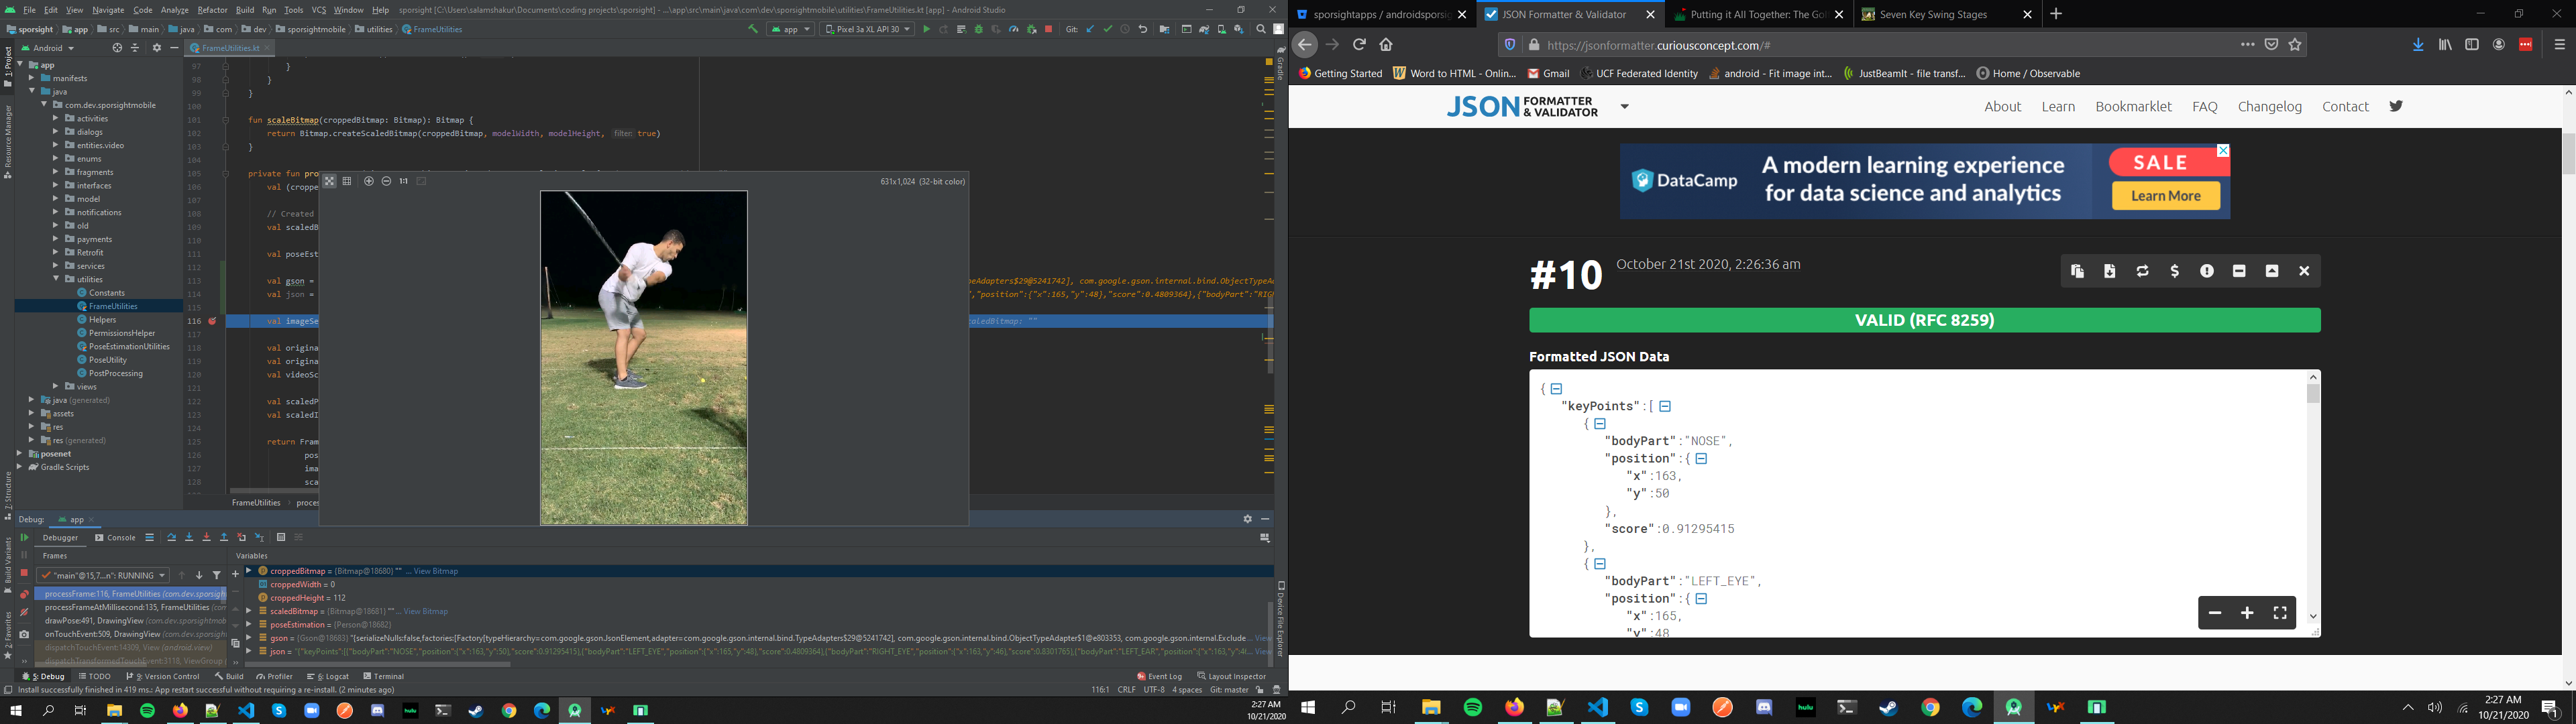 File Edit View Navigate Code Analyze Refactor Build Run Tools VCS Window Help sporsight [C:\Users\salamshakur\Documents\coding projects\sporsight] - ...\app\src\main\java\com\dev\sporsightmobile\utilities\FrameUtilities.kt [app] - Android Studio
sporsight app src main java com dev sporsightmobile utilities FrameUtilities
app Pixel 3a XL API 30 Git:
Android
FrameUtilities.kt
1: Project
Resource Manager
Z: Structure
Build Variants
2: Favorites
Gradle
Device File Explorer
app
manifests
java
com.dev.sporsightmobile
activities
dialogs
entities.video
enums
fragments
interfaces
model
notifications
old
payments
Retrofit
services
utilities
Constants
FrameUtilities
Helpers
PermissionsHelper
PoseEstimationUtilities
PoseUtility
PostProcessing
views
java (generated)
assets
res
res (generated)
posenet
Gradle Scripts
97 }
98 }
99 }
100
101 fun scaleBitmap(croppedBitmap: Bitmap): Bitmap {
102 return Bitmap.createScaledBitmap(croppedBitmap, modelWidth, modelHeight, filter: true)
103 }
104
105 private fun pro
106 val (croppe
107
108 // Created
109 val scaledB
110
111 val poseEst
112
113 val gson = eAdapters$29@5241742], com.google.gson.internal.bind.ObjectTypeAd
114 val json = ","position":{"x":165,"y":48},"score":0.4809364},{"bodyPart":"RIGH
115
116 val imageSe caledBitmap: ""
117
118 val origina
119 val origina
120 val videoSc
121
122 val scaledP
123 val scaledI
124
125 return Fram
126 pos
127 ima
128 sca
1:1 631x1,024 (32-bit color)
FrameUtilities proces
Debug: app
Debugger Console
Frames Variables
"main"@15,7...n": RUNNING
processFrame:116, FrameUtilities (com.dev.sporsight
processFrameAtMillisecond:135, FrameUtilities (con
drawPose:491, DrawingView (com.dev.sporsightmob
onTouchEvent:509, DrawingView (com.dev.sporsigh
dispatchTouchEvent:14309, View (android.view)
dispatchTransformedTouchEvent:3118, ViewGroup
croppedBitmap = {Bitmap@18680} "" ... View Bitmap
croppedWidth = 0
croppedHeight = 112
scaledBitmap = {Bitmap@18681} "" ... View Bitmap
poseEstimation = {Person@18682}
gson = {Gson@18683} "{serializeNulls:false,factories:[Factory[typeHierarchy=com.google.gson.JsonElement,adapter=com.google.gson.internal.bind.TypeAdapters$29@5241742], com.google.gson.internal.bind.ObjectTypeAdapter$1@e803353, com.google.gson.internal.Exclude... View
json = "{"keyPoints":[{"bodyPart":"NOSE","position":{"x":163,"y":50},"score":0.91295415},{"bodyPart":"LEFT_EYE","position":{"x":165,"y":48},"score":0.4809364},{"bodyPart":"RIGHT_EYE","position":{"x":163,"y":46},"score":0.8301765},{"bodyPart":"LEFT_EAR","position":{"x":163,"y":4 ... View
5: Debug TODO 9: Version Control Build Profiler 6: Logcat Terminal Event Log Layout Inspector
Install successfully finished in 419 ms.: App restart successful without requiring a re-install. (2 minutes ago) 116:1 CRLF UTF-8 4 spaces Git: master
2:27 AM
10/21/2020
sporsightapps / androidsporsig JSON Formatter & Validator Putting it All Together: The Gol Seven Key Swing Stages
https://jsonformatter.curiousconcept.com/#
Getting Started Word to HTML - Onlin... Gmail UCF Federated Identity android - Fit image int... JustBeamIt - file transf... Home / Observable
JSON FORMATTER & VALIDATOR
About Learn Bookmarklet FAQ Changelog Contact
DataCamp
A modern learning experience
for data science and analytics
SALE
Learn More
#10 October 21st 2020, 2:26:36 am
VALID (RFC 8259)
Formatted JSON Data
{
"keyPoints":[
{
"bodyPart":"NOSE",
"position":{
"x":163,
"y":50
},
"score":0.91295415
},
{
"bodyPart":"LEFT_EYE",
"position":{
"x":165,
"y":48
hulu
2:27 AM
10/21/2020